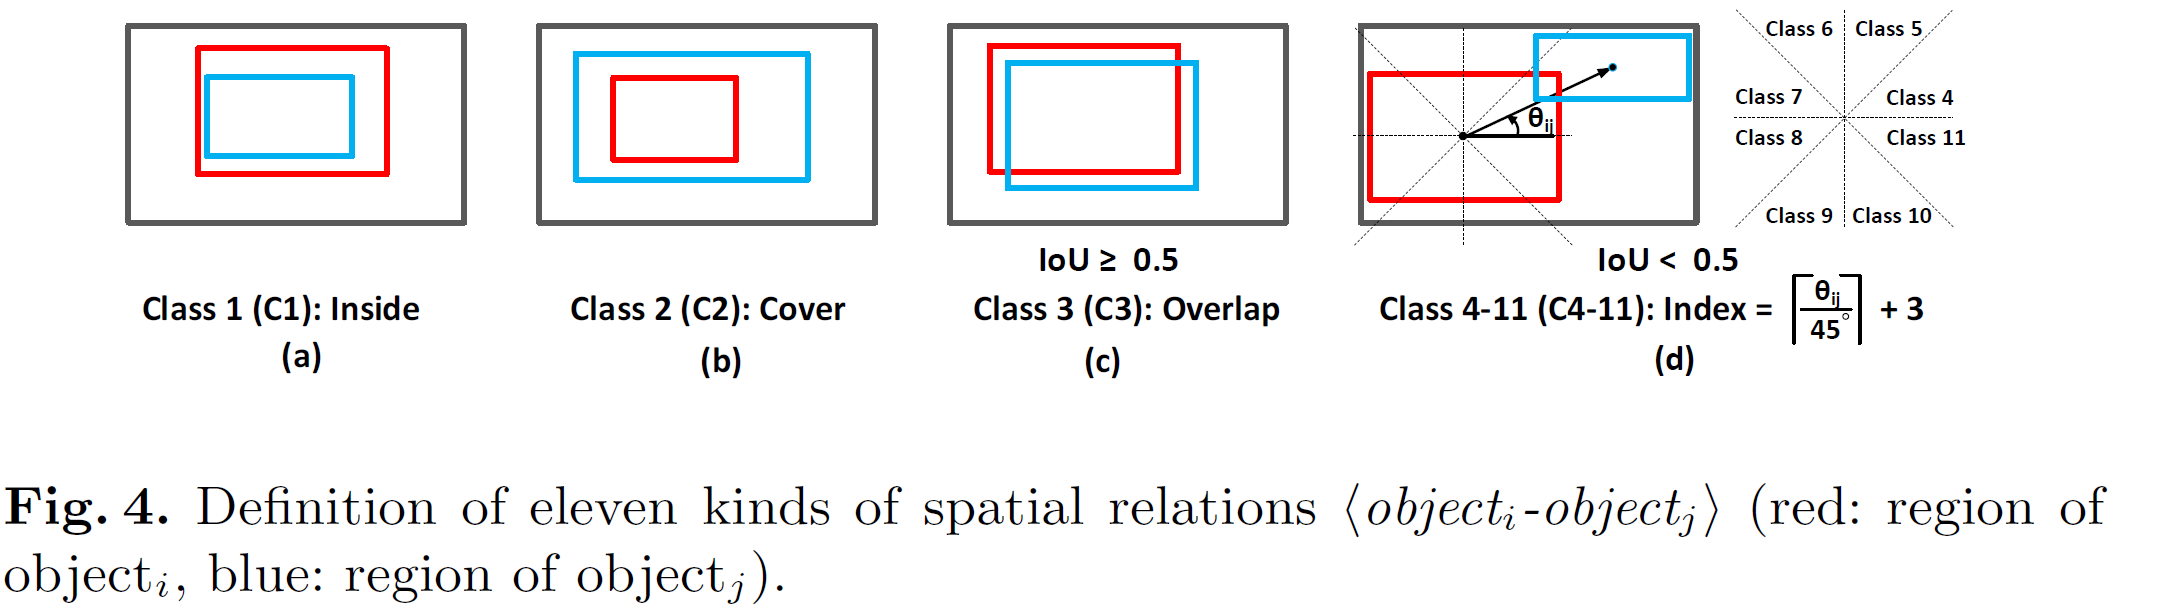 Class 6 Class 5
Class 7 Class 4
Class 8 Class 11
Class 9 Class 10
θij
IoU ≥ 0.5 IoU < 0.5
Class 1 (C1): Inside Class 2 (C2): Cover Class 3 (C3): Overlap Class 4-11 (C4-11): Index = ⌈θij / 45°⌉ + 3
(a) (b) (c) (d)
Fig. 4. Definition of eleven kinds of spatial relations ⟨objecti-objectj⟩ (red: region of
objecti, blue: region of objectj).